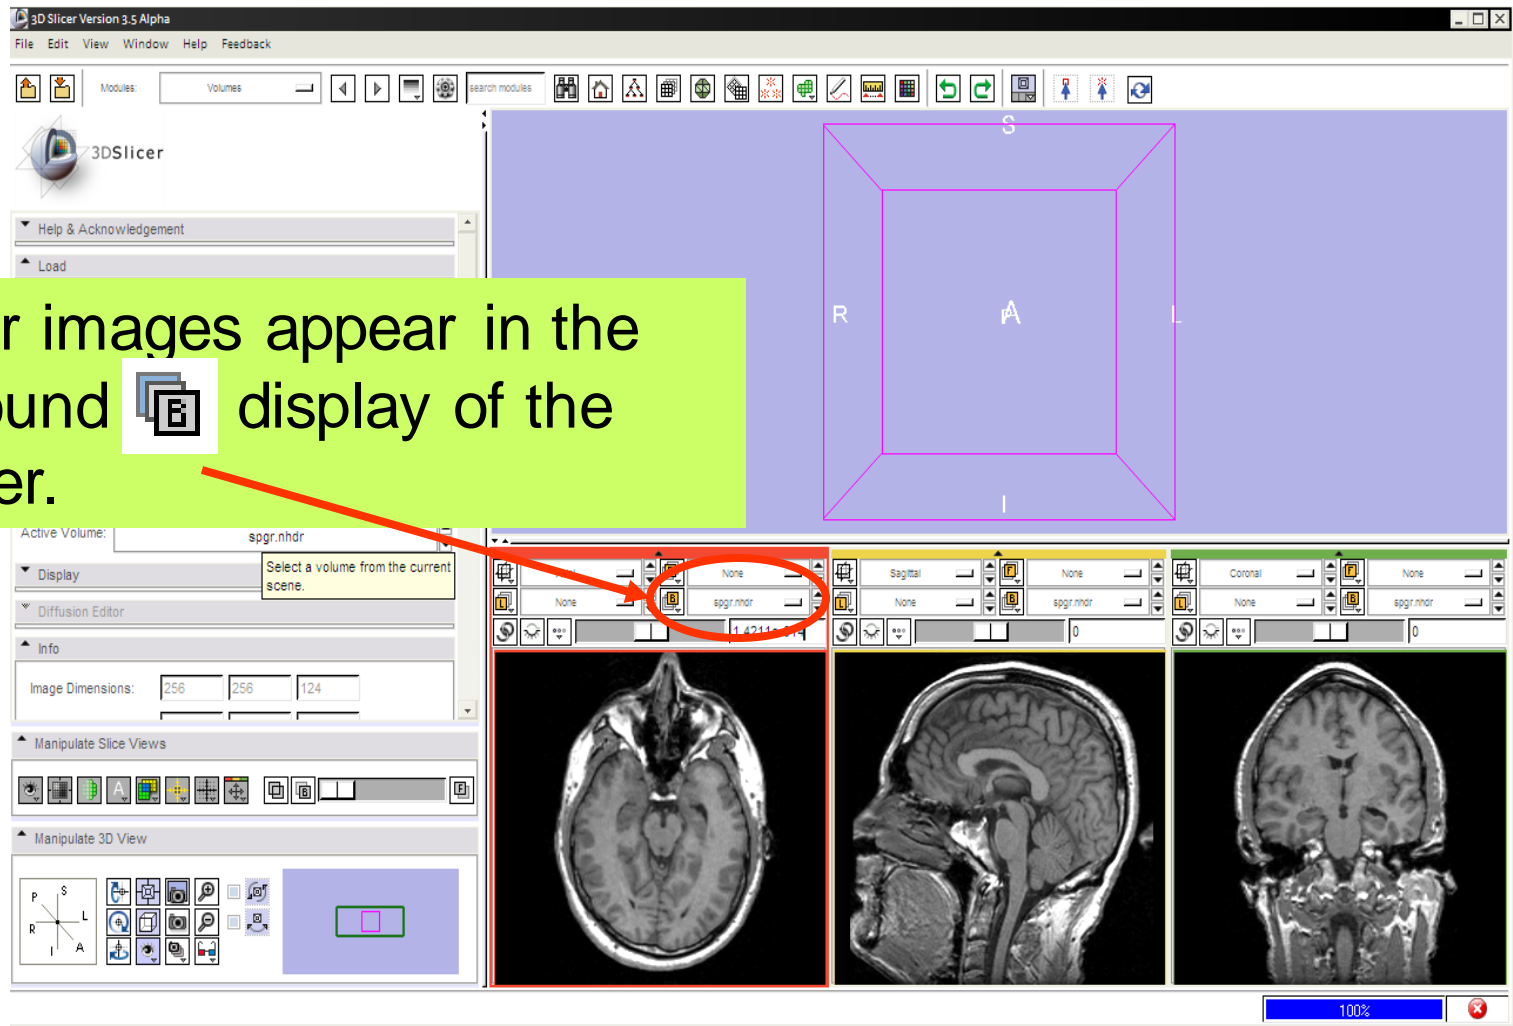 3D Slicer Version 3.5 Alpha
File Edit View Window Help Feedback
Modules: Volumes search modules
3DSlicer
Help & Acknowledgement
Load
r images appear in the
und B display of the
er.
Active Volume: spgr.nhdr
Select a volume from the current
scene.
Display
Diffusion Editor
Info
Image Dimensions: 256 256 124
Manipulate Slice Views
A B F
Manipulate 3D View
P S
L
R
I A
S
R A P L
I
F None Sagittal F None Coronal F None
L None B spgr.nhdr L None B spgr.nhdr L None B spgr.nhdr
0 0
100%